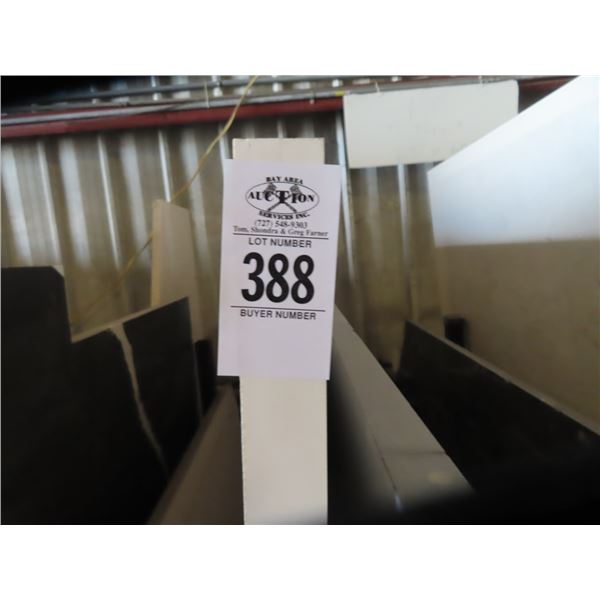 BAY AREA
AUCTION
SERVICES INC.
(727) 548-9303
Tom, Shondra & Greg Farner
LOT NUMBER
388
BUYER NUMBER